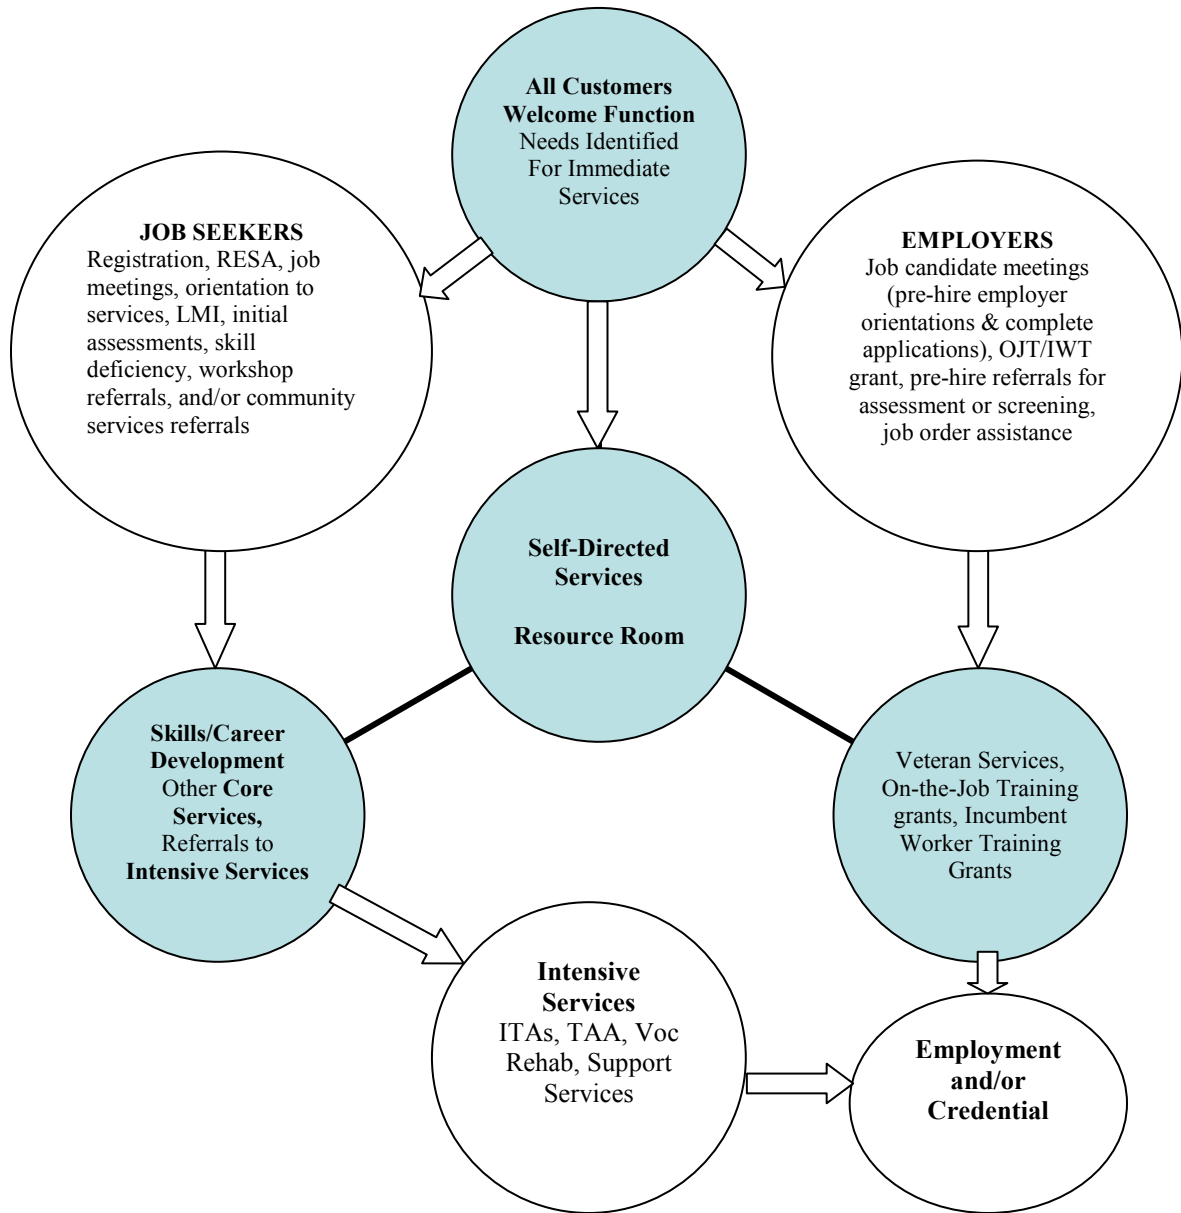 All Customers
Welcome Function
Needs Identified
For Immediate
Services
JOB SEEKERS
Registration, RESA, job
meetings, orientation to
services, LMI, initial
assessments, skill
deficiency, workshop
referrals, and/or community
services referrals
EMPLOYERS
Job candidate meetings
(pre-hire employer
orientations & complete
applications), OJT/IWT
grant, pre-hire referrals for
assessment or screening,
job order assistance
Self-Directed
Services
Resource Room
Skills/Career
Development
Other Core
Services,
Referrals to
Intensive Services
Veteran Services,
On-the-Job Training
grants, Incumbent
Worker Training
Grants
Intensive
Services
ITAs, TAA, Voc
Rehab, Support
Services
Employment
and/or
Credential